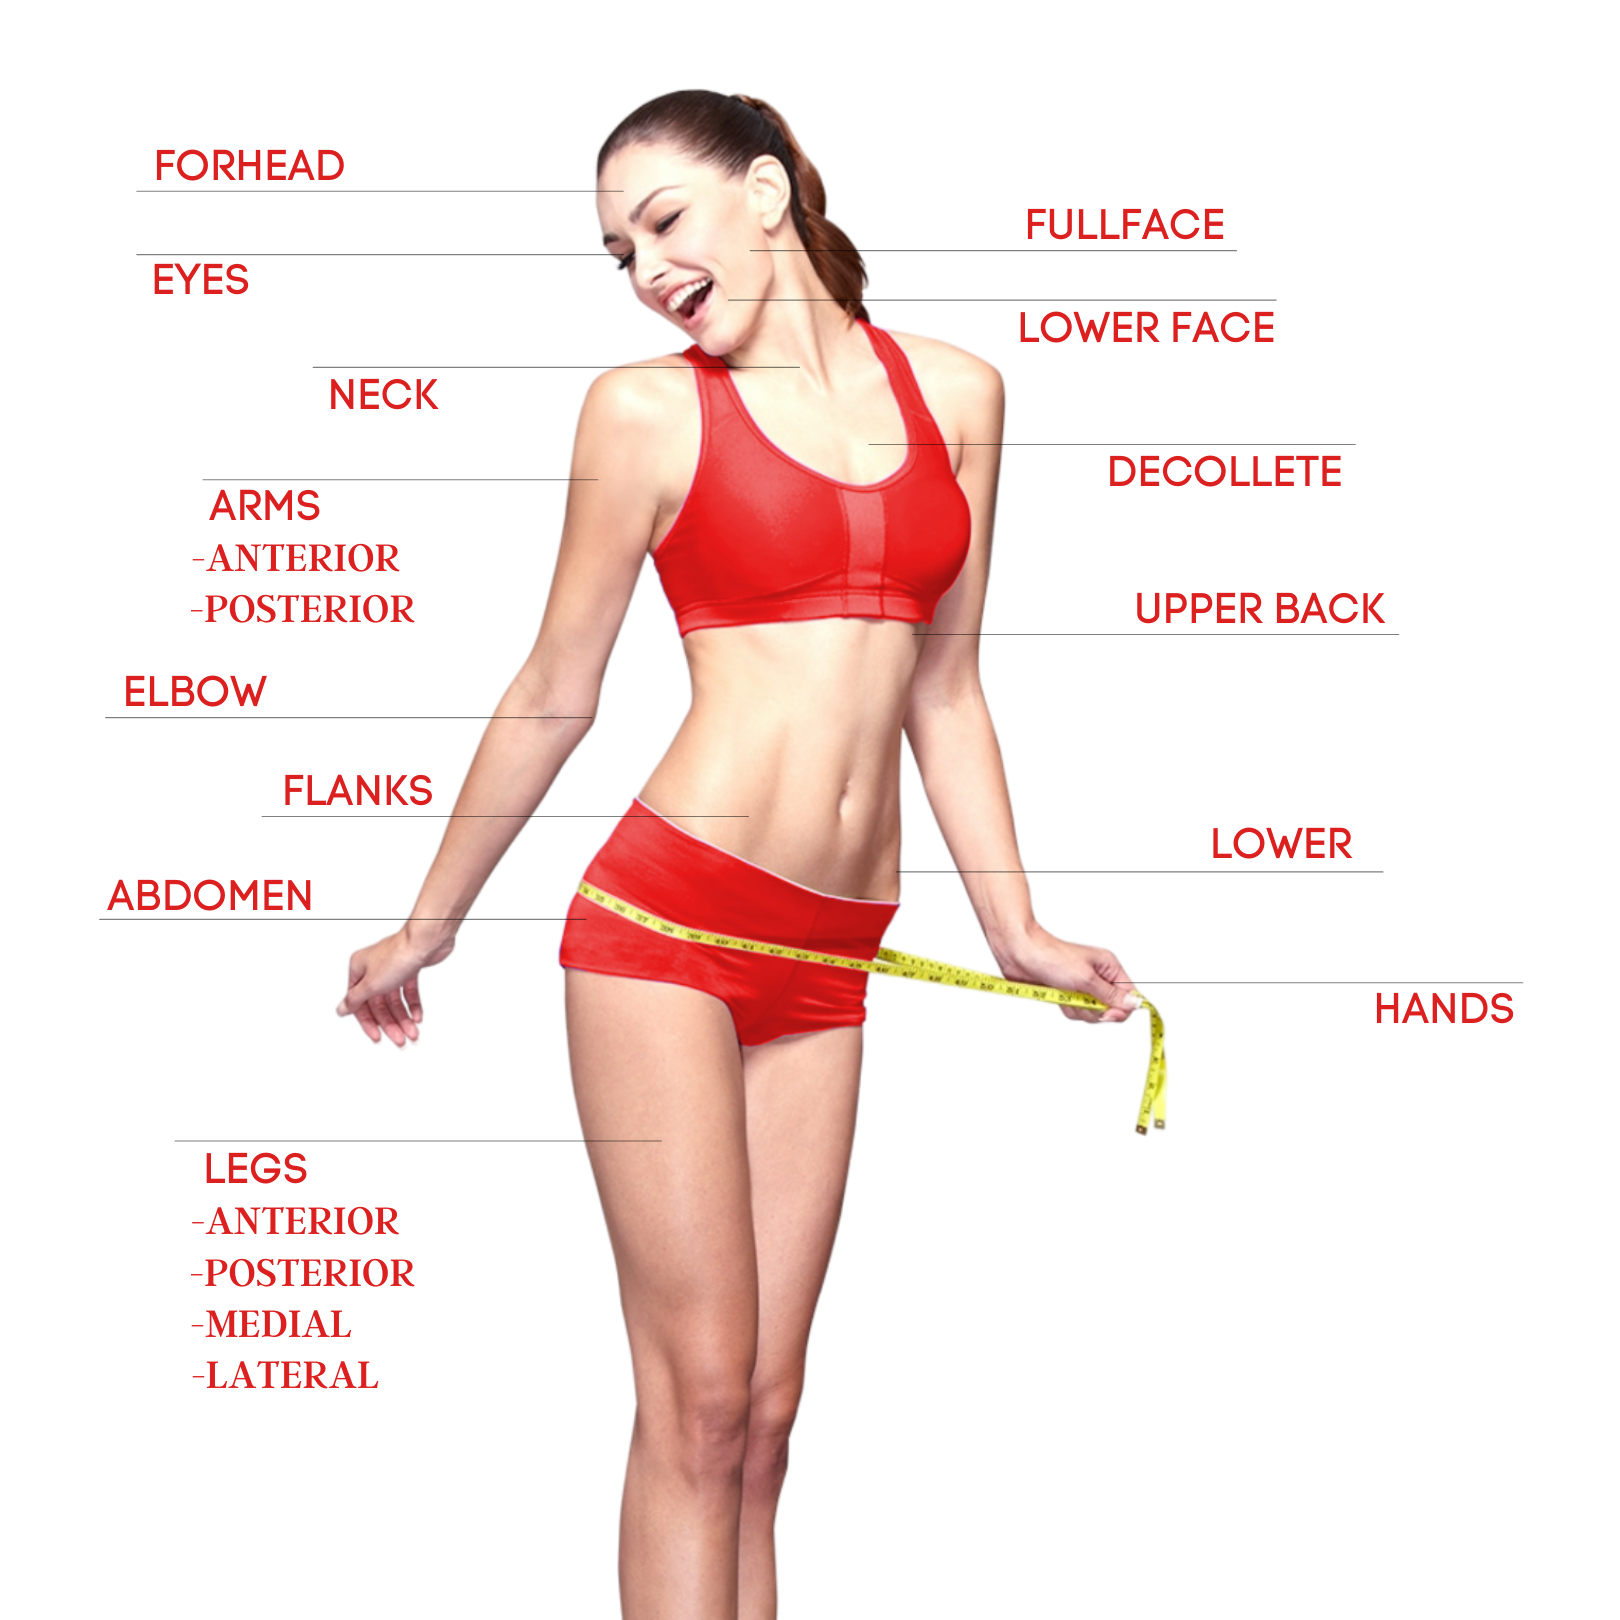 FORHEAD
EYES
NECK
ARMS
-ANTERIOR
-POSTERIOR
ELBOW
FLANKS
ABDOMEN
LEGS
-ANTERIOR
-POSTERIOR
-MEDIAL
-LATERAL
FULLFACE
LOWER FACE
DECOLLETE
UPPER BACK
LOWER
HANDS